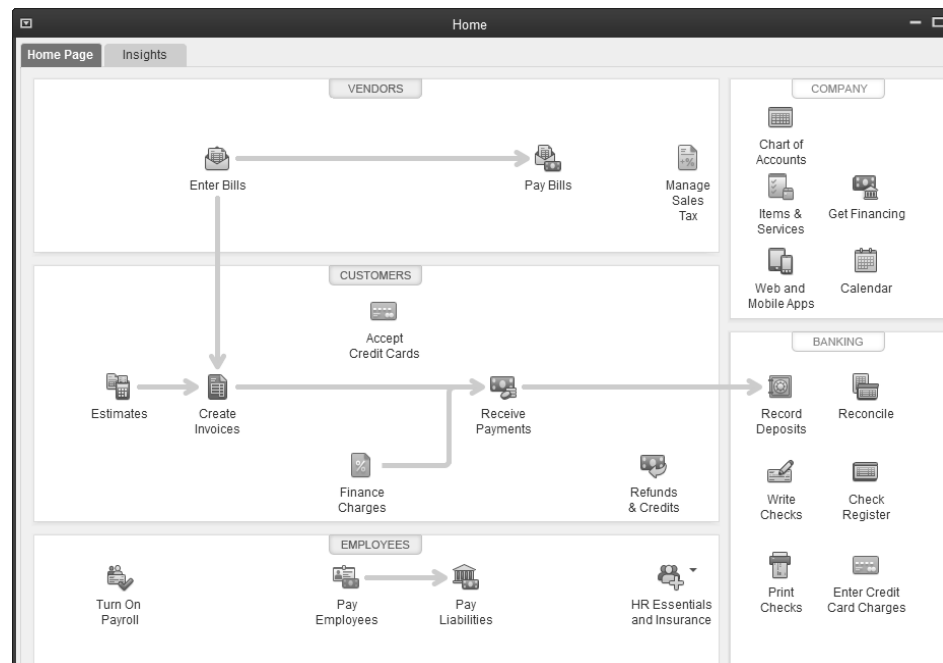 Home
Home Page
Insights
VENDORS
Enter Bills
Pay Bills
Manage
Sales
Tax
CUSTOMERS
Accept
Credit Cards
Estimates
Create
Invoices
Receive
Payments
Finance
Charges
Refunds
& Credits
EMPLOYEES
Turn On
Payroll
Pay
Employees
Pay
Liabilities
HR Essentials
and Insurance
COMPANY
Chart of
Accounts
Items &
Services
Get Financing
Web and
Mobile Apps
Calendar
BANKING
Record
Deposits
Reconcile
Write
Checks
Check
Register
Print
Checks
Enter Credit
Card Charges